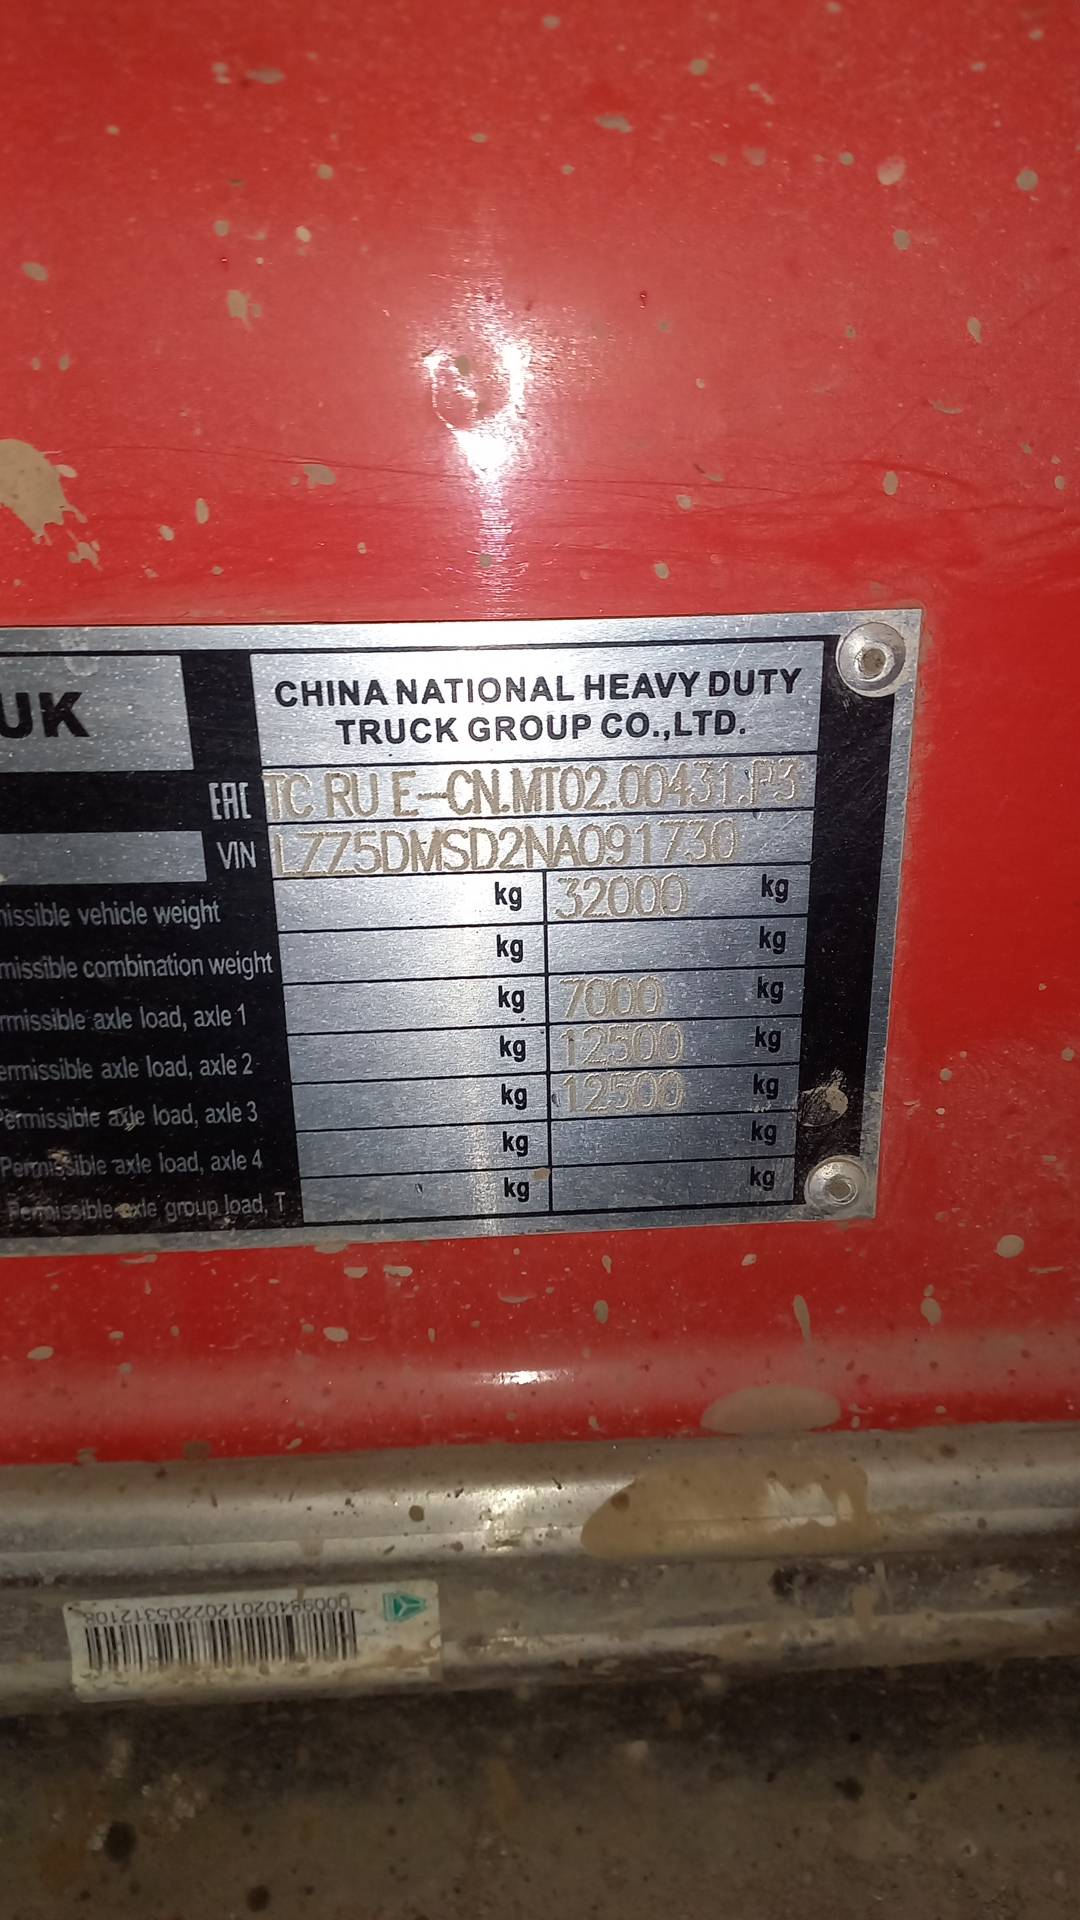 UK
CHINA NATIONAL HEAVY DUTY
TRUCK GROUP CO.,LTD.
EAC TC RU E-CN.MT02.00431.P3
VIN LZZ5DMSD2NA091730
missible vehicle weight kg 32000 kg
missible combination weight kg kg
rmissible axle load, axle 1 kg 7000 kg
ermissible axle load, axle 2 kg 12500 kg
Permissible axle load, axle 3 kg 12500 kg
Permissible axle load, axle 4 kg kg
Permissible axle group load, T kg kg